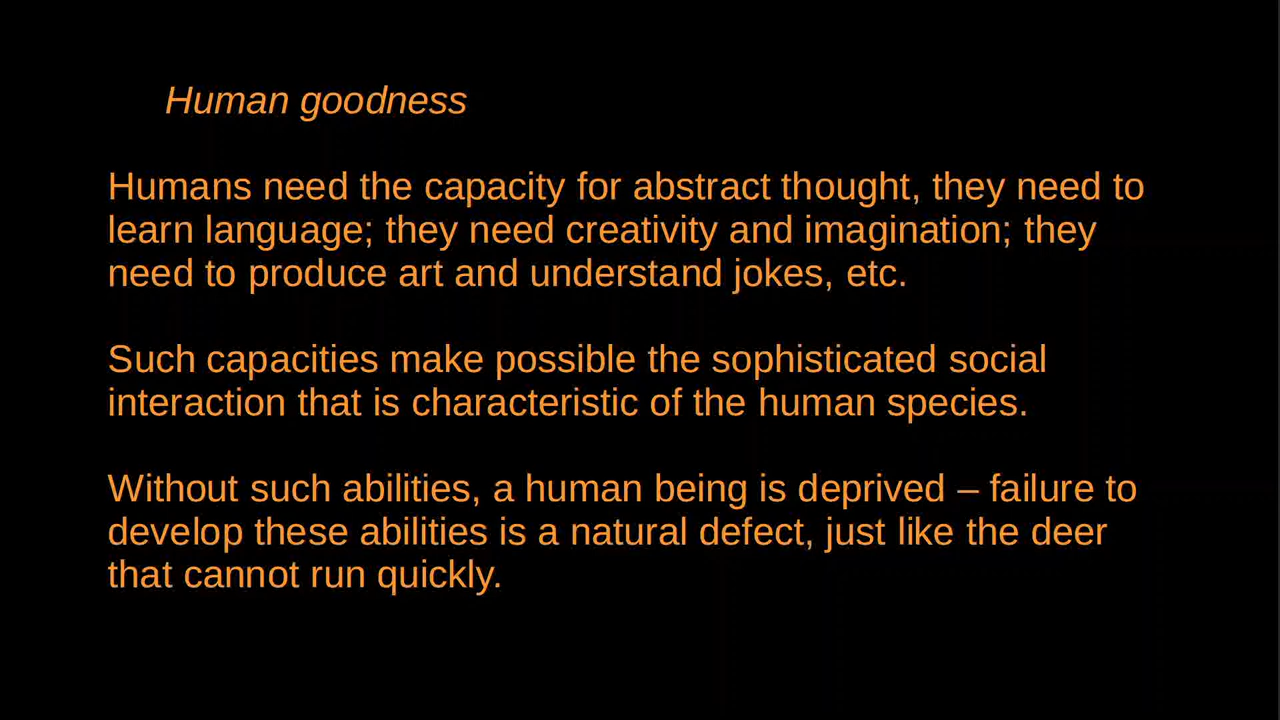 Human goodness
Humans need the capacity for abstract thought, they need to
learn language; they need creativity and imagination; they
need to produce art and understand jokes, etc.
Such capacities make possible the sophisticated social
interaction that is characteristic of the human species.
Without such abilities, a human being is deprived – failure to
develop these abilities is a natural defect, just like the deer
that cannot run quickly.